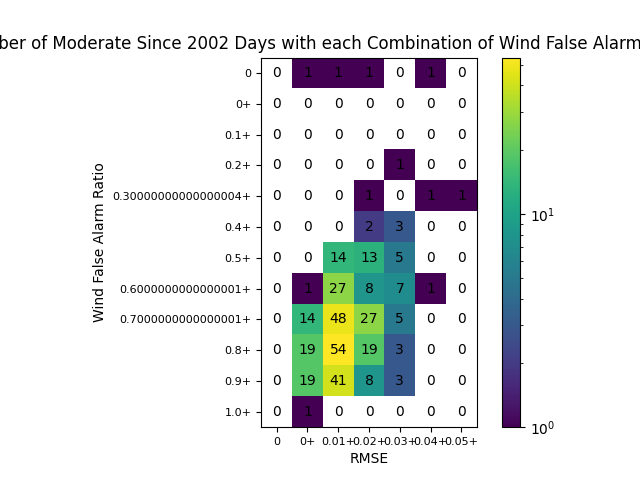 ber of Moderate Since 2002 Days with each Combination of Wind False Alarm
Wind False Alarm Ratio
0 0 1 1 1 0 1 0
0+ 0 0 0 0 0 0 0
0.1+ 0 0 0 0 0 0 0
0.2+ 0 0 0 0 1 0 0
0.30000000000000004+ 0 0 0 1 0 1 1
0.4+ 0 0 0 2 3 0 0
0.5+ 0 0 14 13 5 0 0
0.6000000000000001+ 0 1 27 8 7 1 0
0.7000000000000001+ 0 14 48 27 5 0 0
0.8+ 0 19 54 19 3 0 0
0.9+ 0 19 41 8 3 0 0
1.0+ 0 1 0 0 0 0 0
0 0+ 0.01+ 0.02+ 0.03+ 0.04+ 0.05+
RMSE
10¹
10⁰